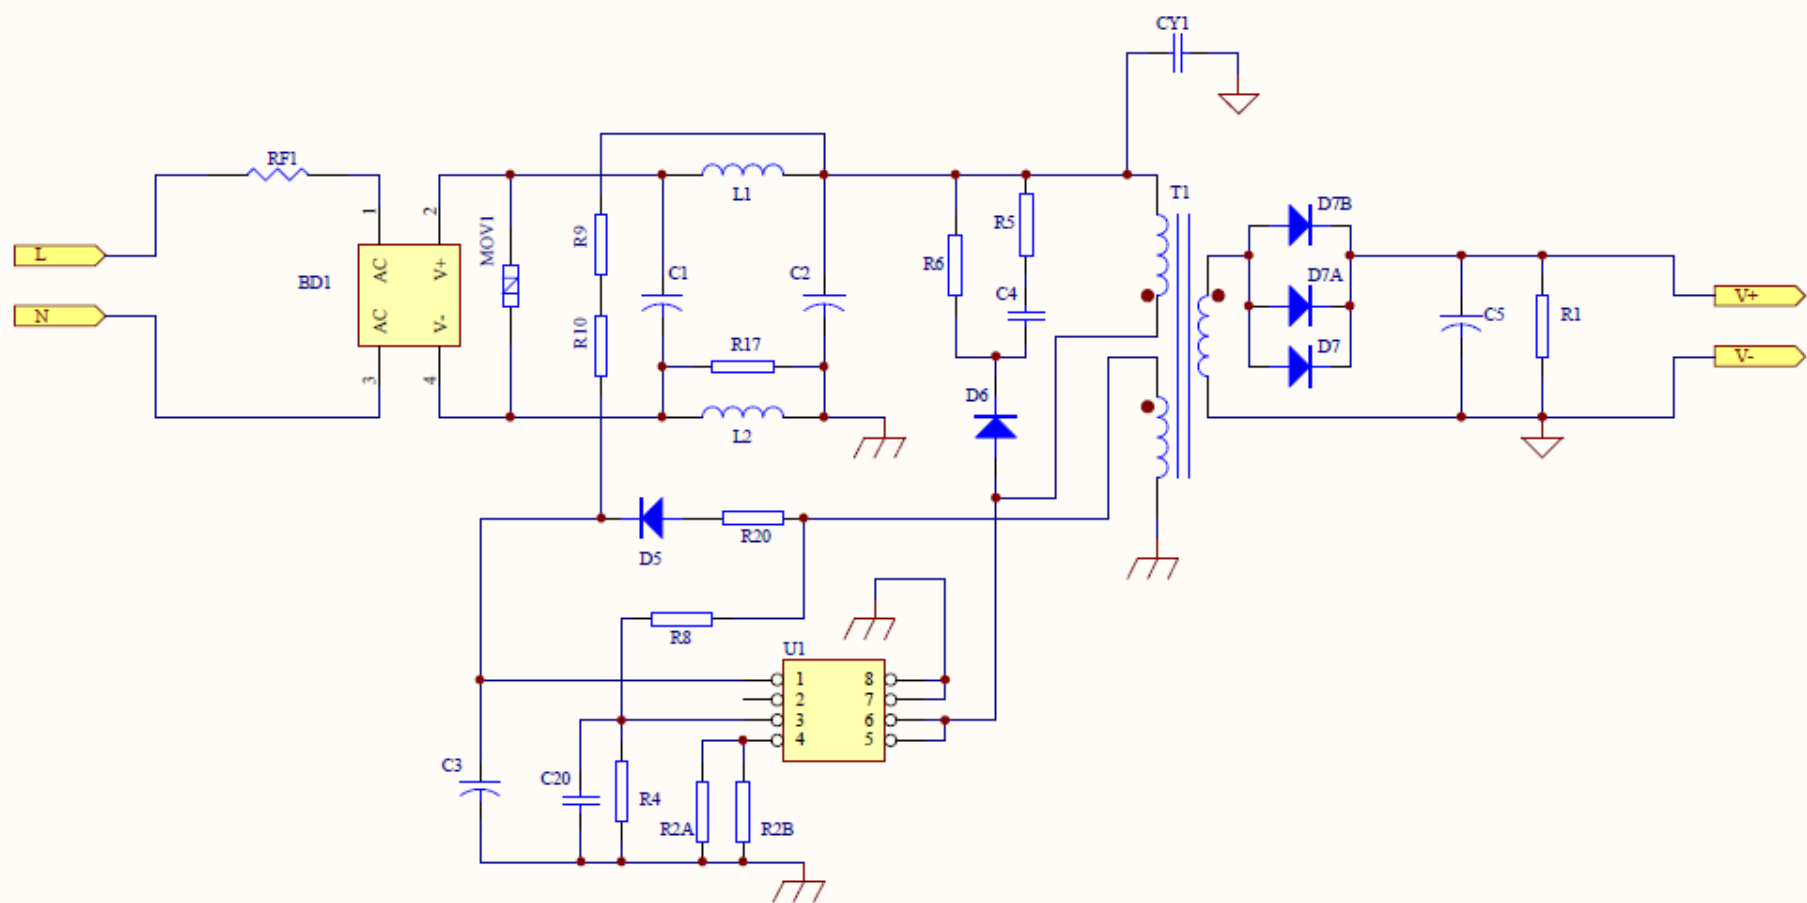 CY1
RF1
T1
L1
D7B
MOV1
R9
R5
R6
L
1
2
AC
V+
BD1
C1
C2
D7A
C4
V+
N
AC
V-
R10
C5
R1
R17
D7
V-
3
4
D6
L2
R20
D5
R8
U1
1
8
2
7
3
6
4
5
C3
C20
R4
R2A
R2B